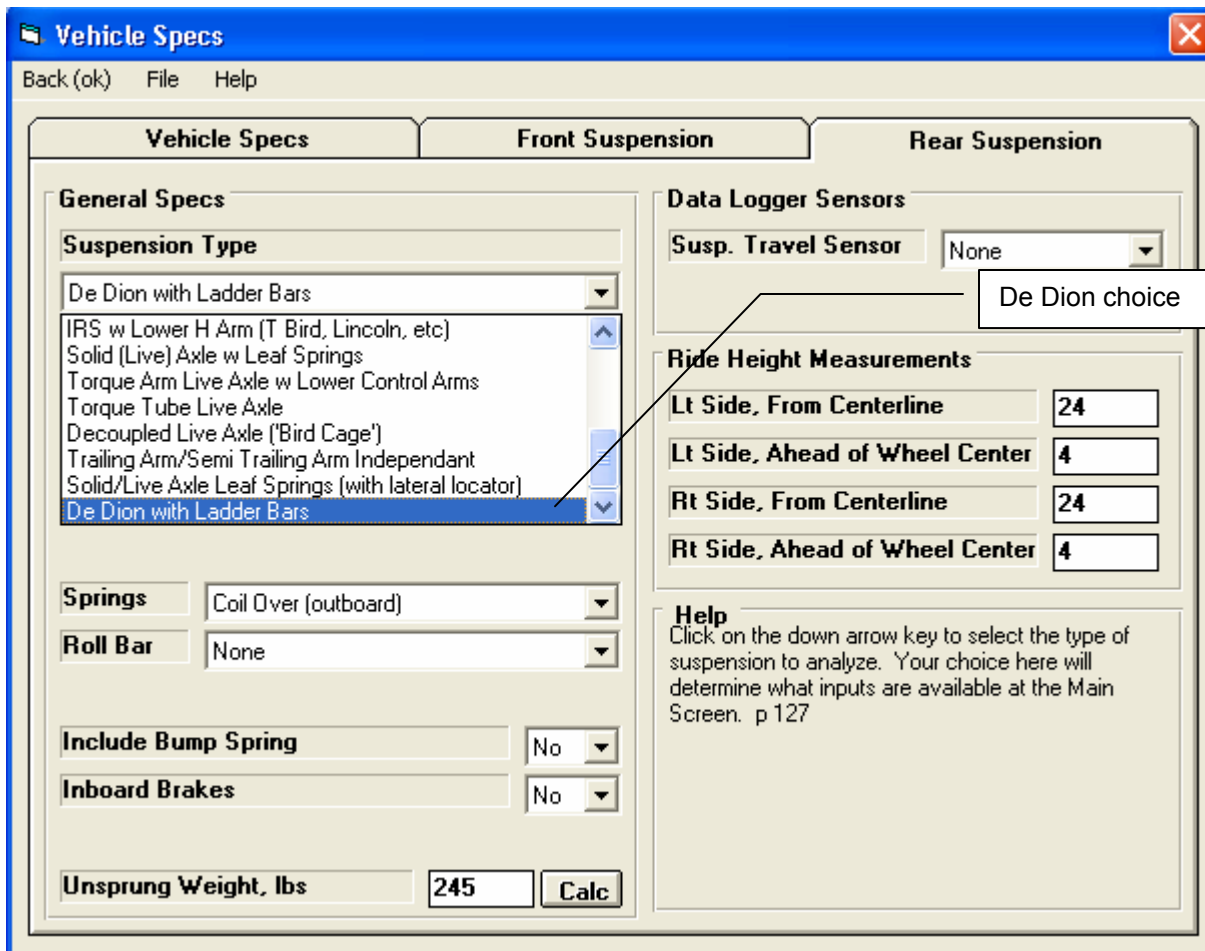 Vehicle Specs
Back (ok) File Help
Vehicle Specs Front Suspension Rear Suspension
General Specs
Suspension Type
De Dion with Ladder Bars
IRS w Lower H Arm (T Bird, Lincoln, etc)
Solid (Live) Axle w Leaf Springs
Torque Arm Live Axle w Lower Control Arms
Torque Tube Live Axle
Decoupled Live Axle ('Bird Cage')
Trailing Arm/Semi Trailing Arm Independant
Solid/Live Axle Leaf Springs (with lateral locator)
De Dion with Ladder Bars
Springs Coil Over (outboard)
Roll Bar None
Include Bump Spring No
Inboard Brakes No
Unsprung Weight, lbs 245 Calc
Data Logger Sensors
Susp. Travel Sensor None
De Dion choice
Ride Height Measurements
Lt Side, From Centerline 24
Lt Side, Ahead of Wheel Center 4
Rt Side, From Centerline 24
Rt Side, Ahead of Wheel Center 4
Help
Click on the down arrow key to select the type of
suspension to analyze. Your choice here will
determine what inputs are available at the Main
Screen. p 127